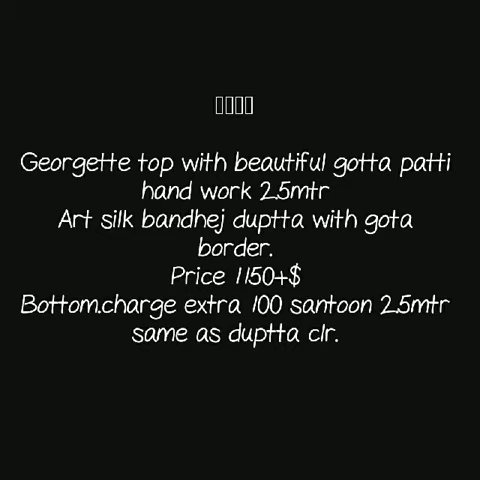 Georgette top with beautiful gotta patti
hand work 2.5mtr
Art silk bandhej duptta with gota
border.
Price 1150+$
Bottom.charge extra 100 santoon 2.5mtr
same as duptta clr.